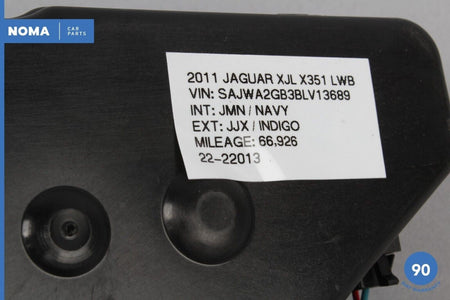 NOMA CAR PARTS
2011 JAGUAR XJL X351 LWB
VIN: SAJWA2GB3BLV13689
INT: JMN / NAVY
EXT: JJX / INDIGO
MILEAGE: 66,926
22-22013
90